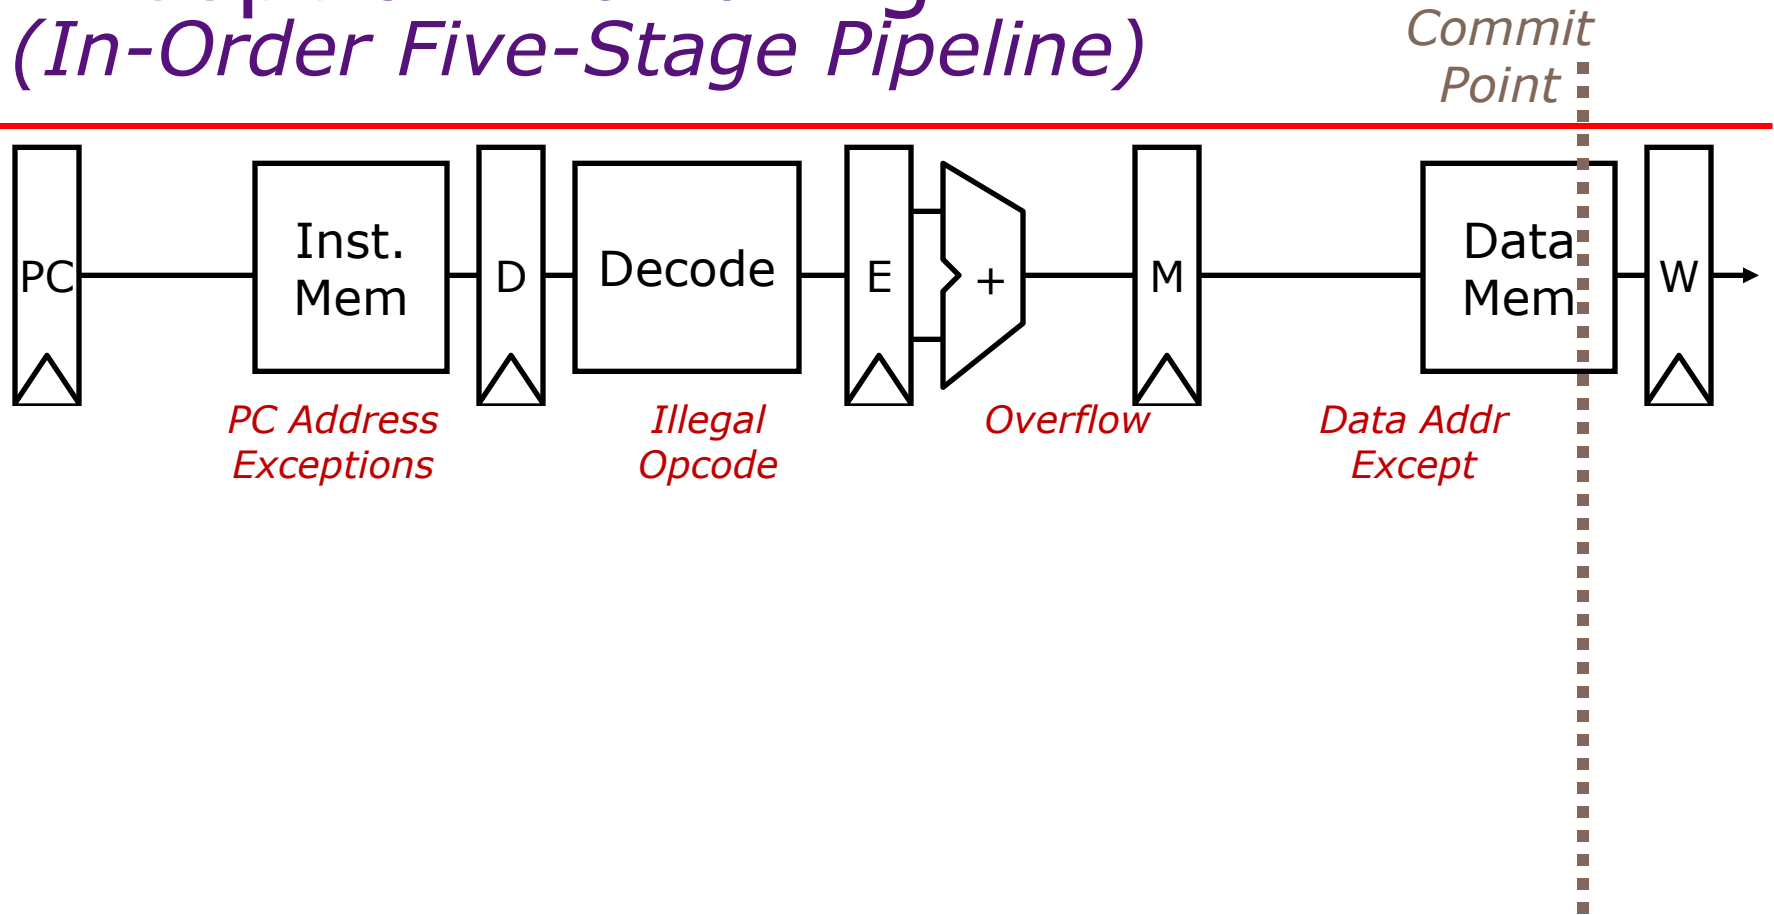 (In-Order Five-Stage Pipeline)
Commit
Point
PC
Inst.
Mem
D
Decode
E
+
M
Data
Mem
W
PC Address
Exceptions
Illegal
Opcode
Overflow
Data Addr
Except